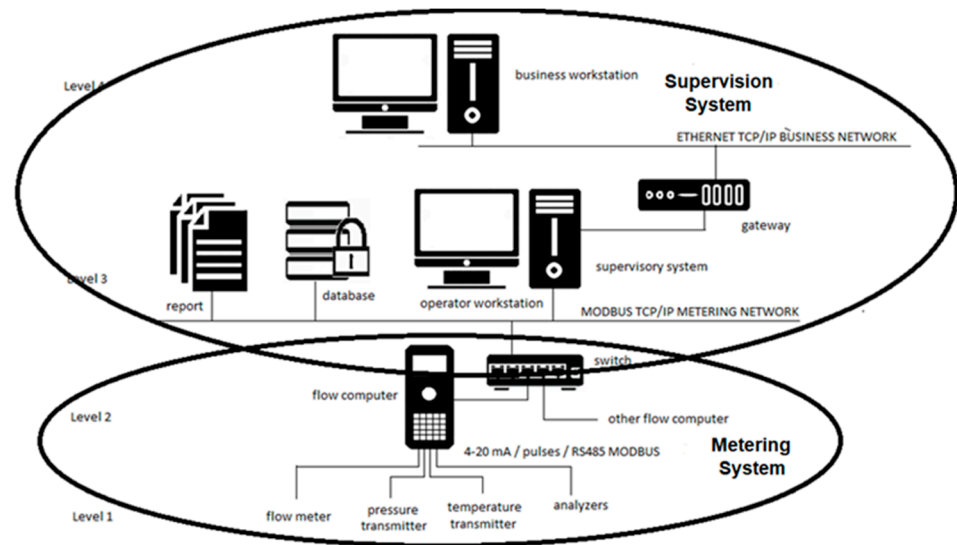 Level 4
business workstation
Supervision
System
ETHERNET TCP/IP BUSINESS NETWORK
gateway
supervisory system
Level 3
report
database
operator workstation
MODBUS TCP/IP METERING NETWORK
switch
flow computer
Level 2
other flow computer
4-20 mA / pulses / RS485 MODBUS
Metering
System
Level 1
flow meter
pressure
transmitter
temperature
transmitter
analyzers